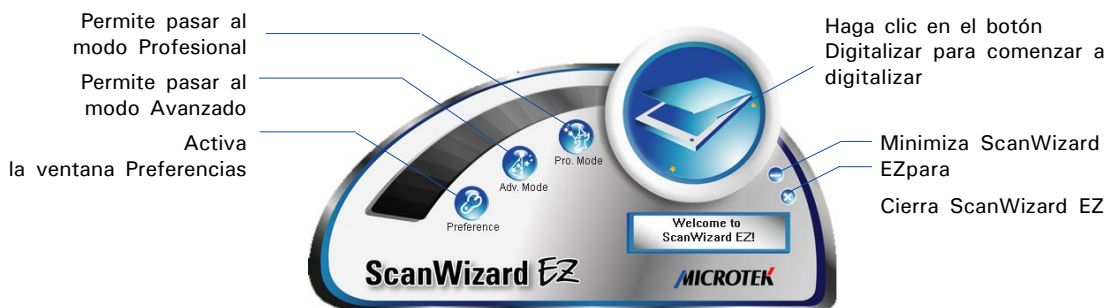 Permite pasar al
modo Profesional
Permite pasar al
modo Avanzado
Activa
la ventana Preferencias
Haga clic en el botón
Digitalizar para comenzar a
digitalizar
Minimiza ScanWizard
EZpara
Cierra ScanWizard EZ
Pro. Mode
Adv. Mode
Preference
Welcome to
ScanWizard EZ!
ScanWizard EZ
MICROTEK